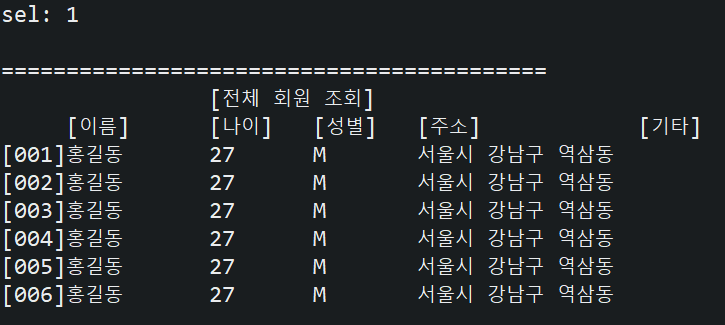 sel: 1
==========================================
[전체 회원 조회]
[이름] [나이] [성별] [주소] [기타]
[001]홍길동 27 M 서울시 강남구 역삼동
[002]홍길동 27 M 서울시 강남구 역삼동
[003]홍길동 27 M 서울시 강남구 역삼동
[004]홍길동 27 M 서울시 강남구 역삼동
[005]홍길동 27 M 서울시 강남구 역삼동
[006]홍길동 27 M 서울시 강남구 역삼동